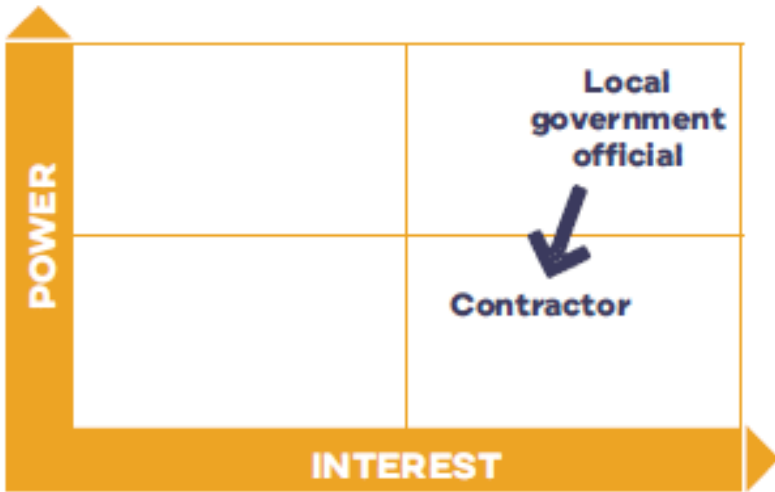 POWER
Local
government
official
Contractor
INTEREST